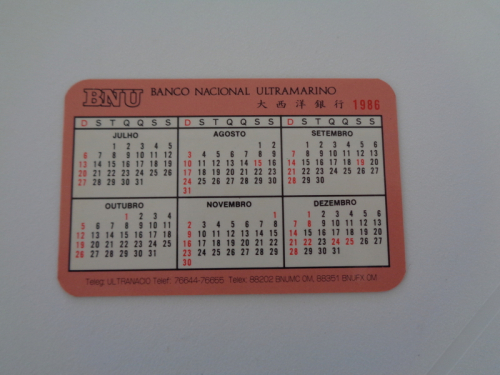 BNU BANCO NACIONAL ULTRAMARINO
大西洋銀行 1986
D S T Q Q S S D S T Q Q S S D S T Q Q S S
JULHO AGOSTO SETEMBRO
1 2 3 4 5 1 2 1 2 3 4 5 6
6 7 8 9 10 11 12 3 4 5 6 7 8 9 7 8 9 10 11 12 13
13 14 15 16 17 18 19 10 11 12 13 14 15 16 14 15 16 17 18 19 20
20 21 22 23 24 25 26 17 18 19 20 21 22 23 21 22 23 24 25 26 27
27 28 29 30 31 24 25 26 27 28 29 30 28 29 30
31
OUTUBRO NOVEMBRO DEZEMBRO
1 2 3 4 1 1 2 3 4 5 6
5 6 7 8 9 10 11 2 3 4 5 6 7 8 7 8 9 10 11 12 13
12 13 14 15 16 17 18 9 10 11 12 13 14 15 14 15 16 17 18 19 20
19 20 21 22 23 24 25 16 17 18 19 20 21 22 21 22 23 24 25 26 27
26 27 28 29 30 31 23 24 25 26 27 28 29 28 29 30 31
30
Teleg: ULTRANACIO Telef. 76644-76655 Telex. 88202 BNUMC OM, 88351 BNUFX OM